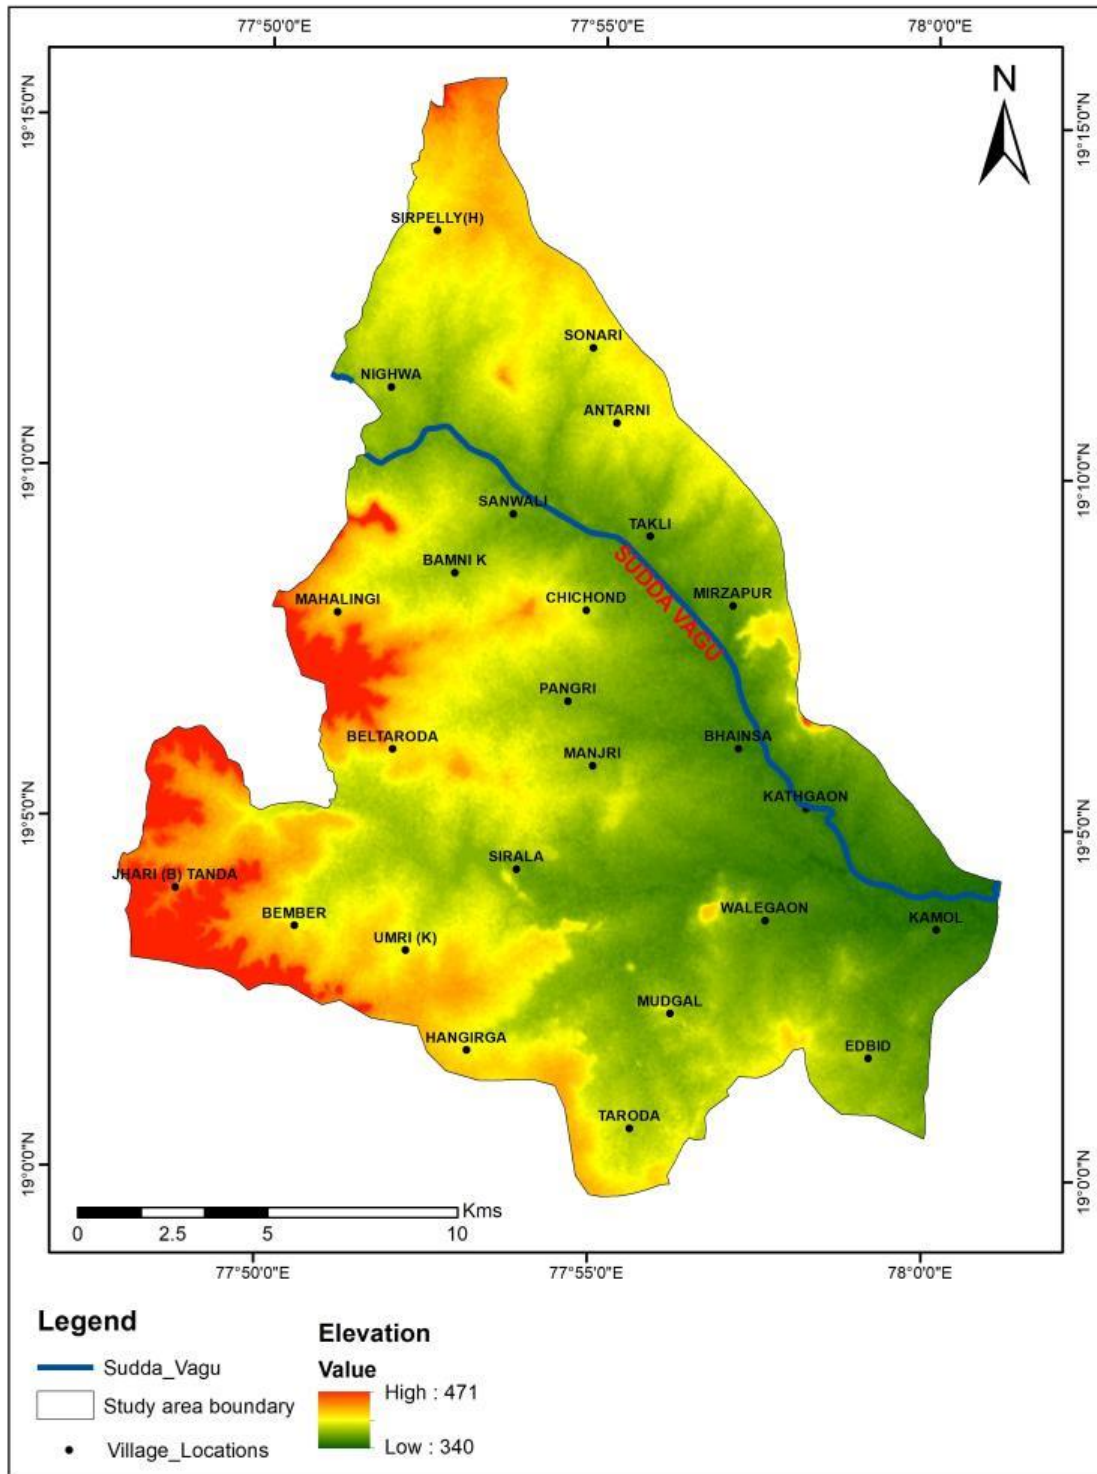 77°50'0"E
77°55'0"E
78°0'0"E
N
19°15'0"N
19°15'0"N
SIRPELLY(H)
SONARI
NIGHWA
ANTARNI
19°10'0"N
19°10'0"N
SANWALI
TAKLI
BAMNI K
SUDDA VAGU
MAHALINGI
CHICHOND
MIRZAPUR
PANGRI
BELTARODA
MANJRI
BHAINSA
KATHGAON
19°5'0"N
19°5'0"N
SIRALA
JHARI (B) TANDA
BEMBER
WALEGAON
KAMOL
UMRI (K)
MUDGAL
HANGIRGA
EDBID
TARODA
19°0'0"N
19°0'0"N
Kms
0 2.5 5 10
77°50'0"E
77°55'0"E
78°0'0"E
Legend
Sudda_Vagu
Study area boundary
Village_Locations
Elevation
Value
High : 471
Low : 340